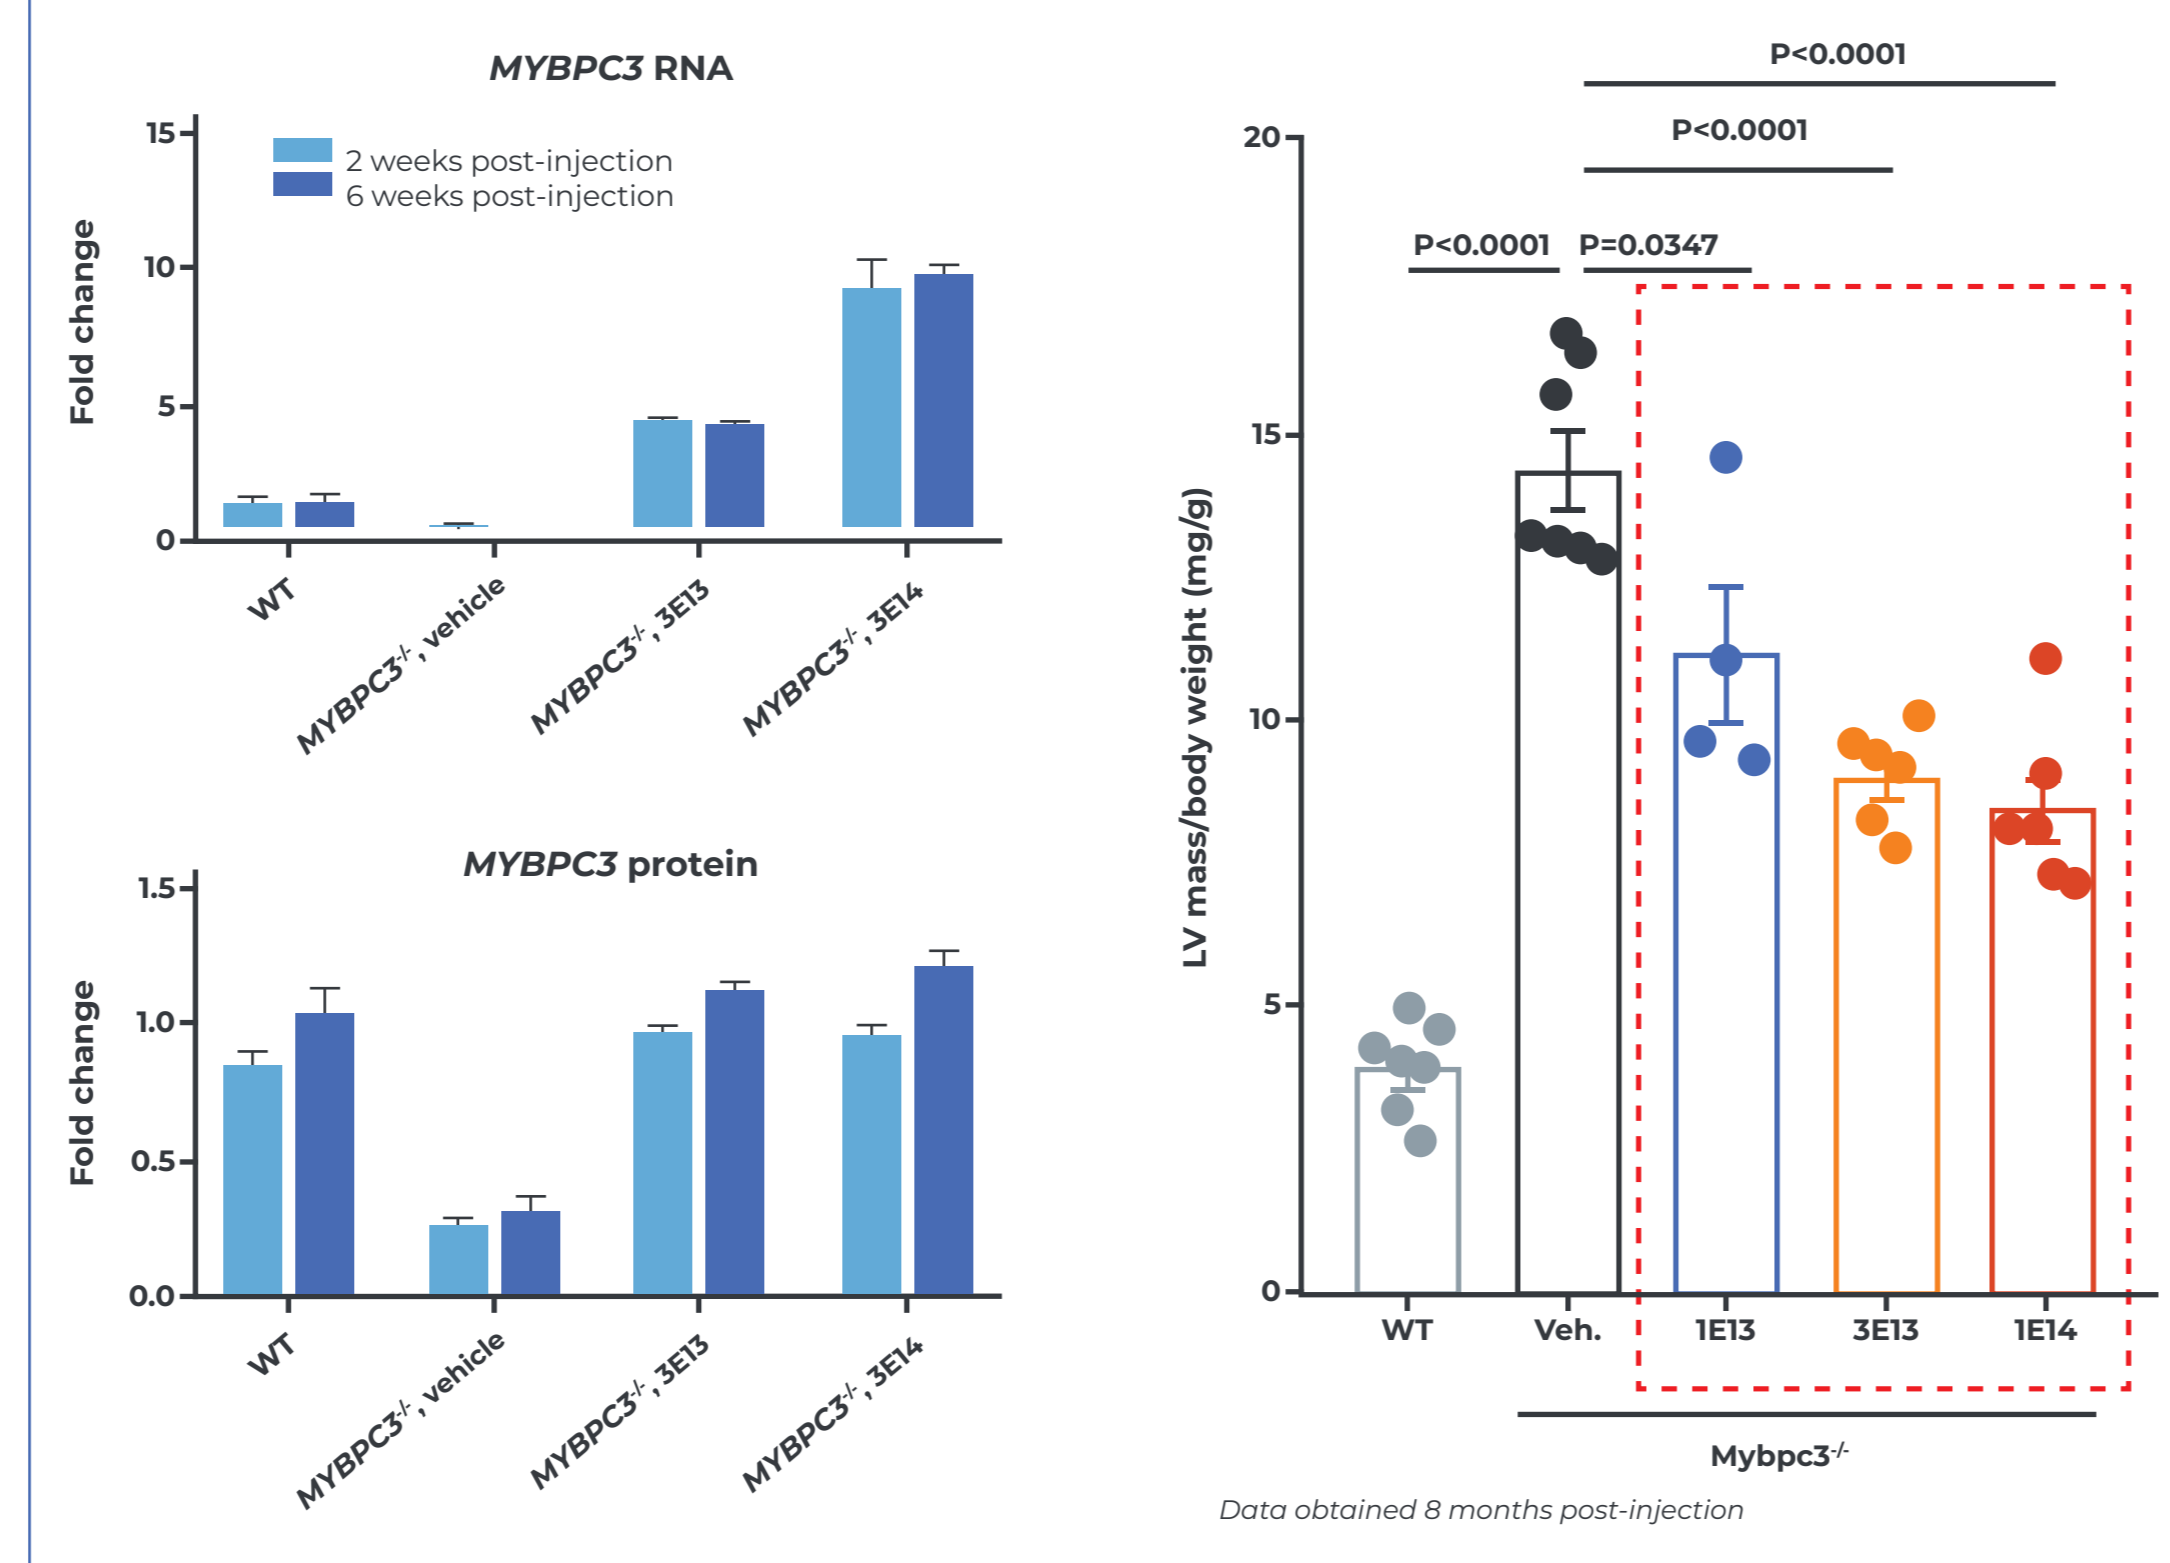 MYBPC3 RNA
15
10
5
0
Fold change
2 weeks post-injection
6 weeks post-injection
WT
MYBPC3-/-, vehicle
MYBPC3-/-, 3E13
MYBPC3-/-, 3E14
MYBPC3 protein
1.5
1.0
0.5
0.0
Fold change
WT
MYBPC3-/-, vehicle
MYBPC3-/-, 3E13
MYBPC3-/-, 3E14
P<0.0001
P<0.0001
P<0.0001 P=0.0347
20
15
10
5
0
LV mass/body weight (mg/g)
WT Veh. 1E13 3E13 1E14
Mybpc3-/-
Data obtained 8 months post-injection